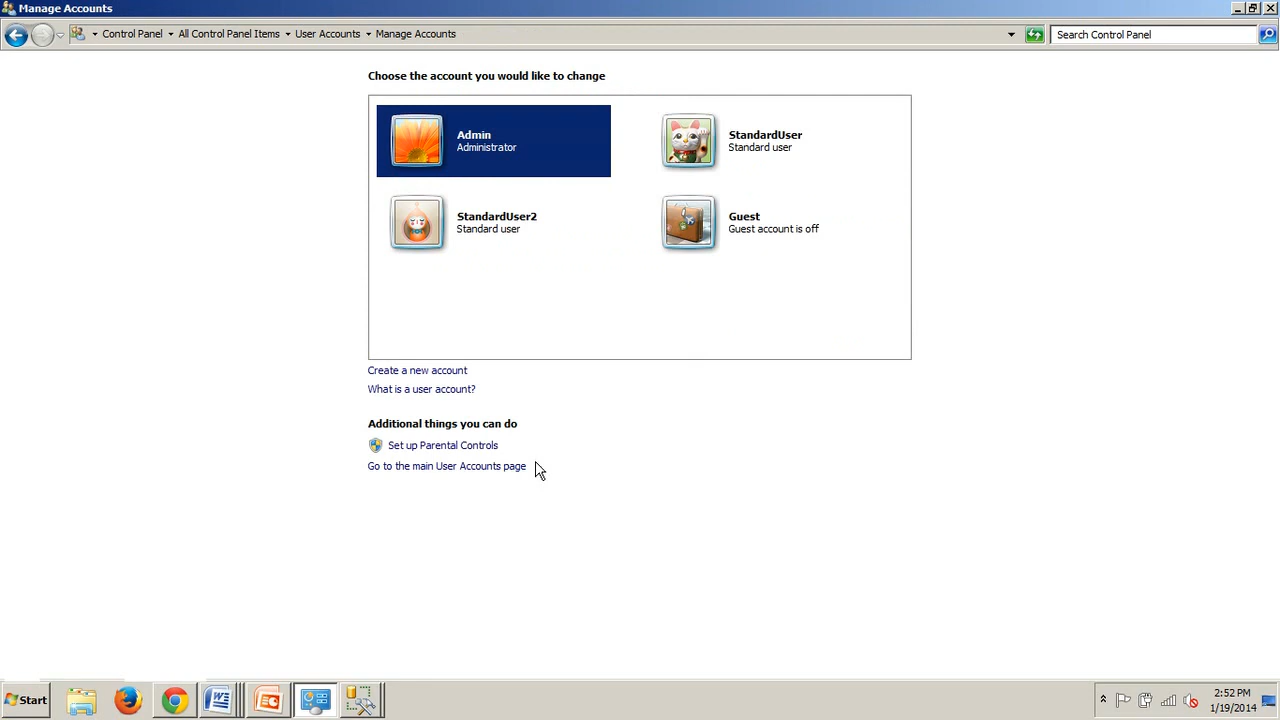 Manage Accounts
Control Panel
All Control Panel Items
User Accounts
Manage Accounts
Search Control Panel
Choose the account you would like to change
Admin
Administrator
StandardUser
Standard user
StandardUser2
Standard user
Guest
Guest account is off
Create a new account
What is a user account?
Additional things you can do
Set up Parental Controls
Go to the main User Accounts page
Start
2:52 PM
1/19/2014